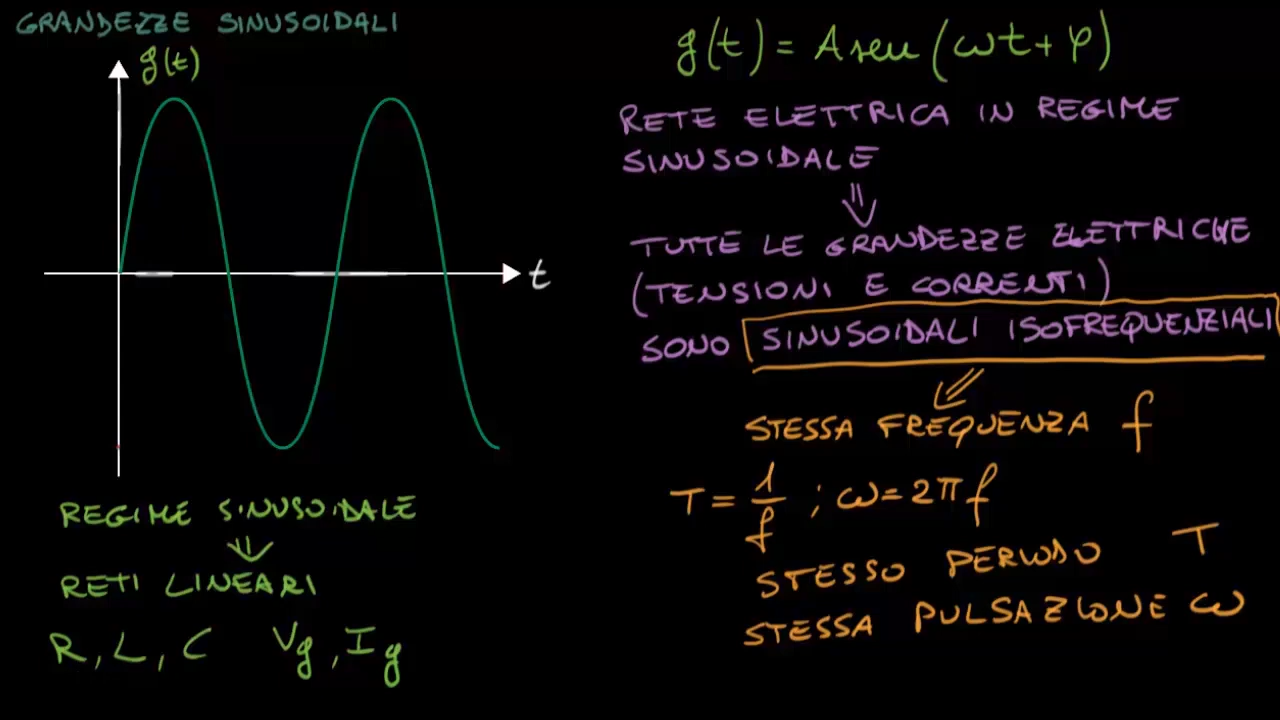 GRANDEZZE SINUSOIDALI
g(t)
t
REGIME SINUSOIDALE
⇓
RETI LINEARI
R, L, C Vg, Ig
g(t) = A sen (ωt + φ)
RETE ELETTRICA IN REGIME
SINUSOIDALE
⇓
TUTTE LE GRANDEZZE ELETTRICHE
(TENSIONI E CORRENTI)
SONO SINUSOIDALI ISOFREQUENZIALI
STESSA FREQUENZA f
T = 1/f ; ω = 2πf
STESSO PERIODO T
STESSA PULSAZIONE ω